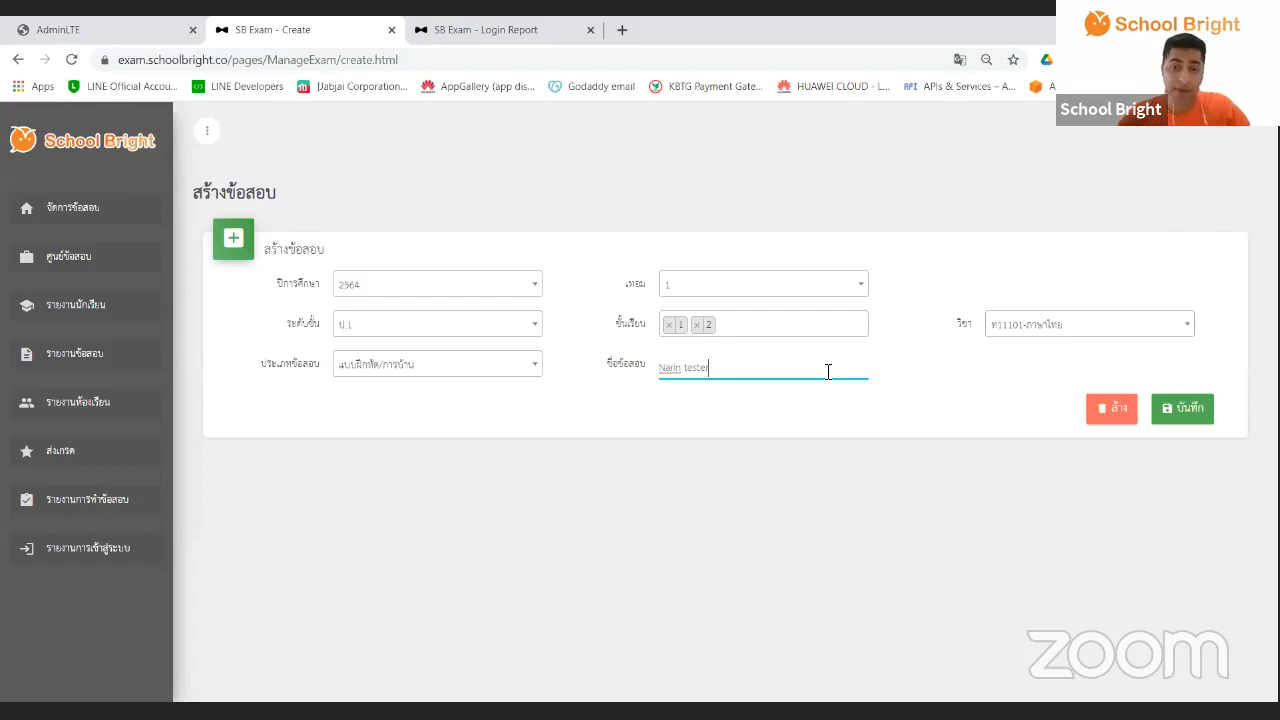 AdminLTE
SB Exam - Create
SB Exam - Login Report
exam.schoolbright.co/pages/ManageExam/create.html
Apps
LINE Official Accou...
LINE Developers
Jabjai (Corporation...
AppGallery (app dis...
Godaddy email
KBTG Payment Gate...
HUAWEI CLOUD - L...
API APIs & Services – A...
School Bright
School Bright
School Bright
จัดการข้อสอบ
ศูนย์ข้อสอบ
รายงานนักเรียน
รายงานข้อสอบ
รายงานห้องเรียน
ส่งเกรด
รายงานการทำข้อสอบ
รายงานการเข้าสู่ระบบ
สร้างข้อสอบ
สร้างข้อสอบ
ปีการศึกษา 2564 เทอม 1
ระดับชั้น ป.1 ชั้นเรียน × 1 × 2 วิชา ท11101-ภาษาไทย
ประเภทข้อสอบ แบบฝึกหัด/การบ้าน ชื่อข้อสอบ Narin tester
ล้าง บันทึก
zoom